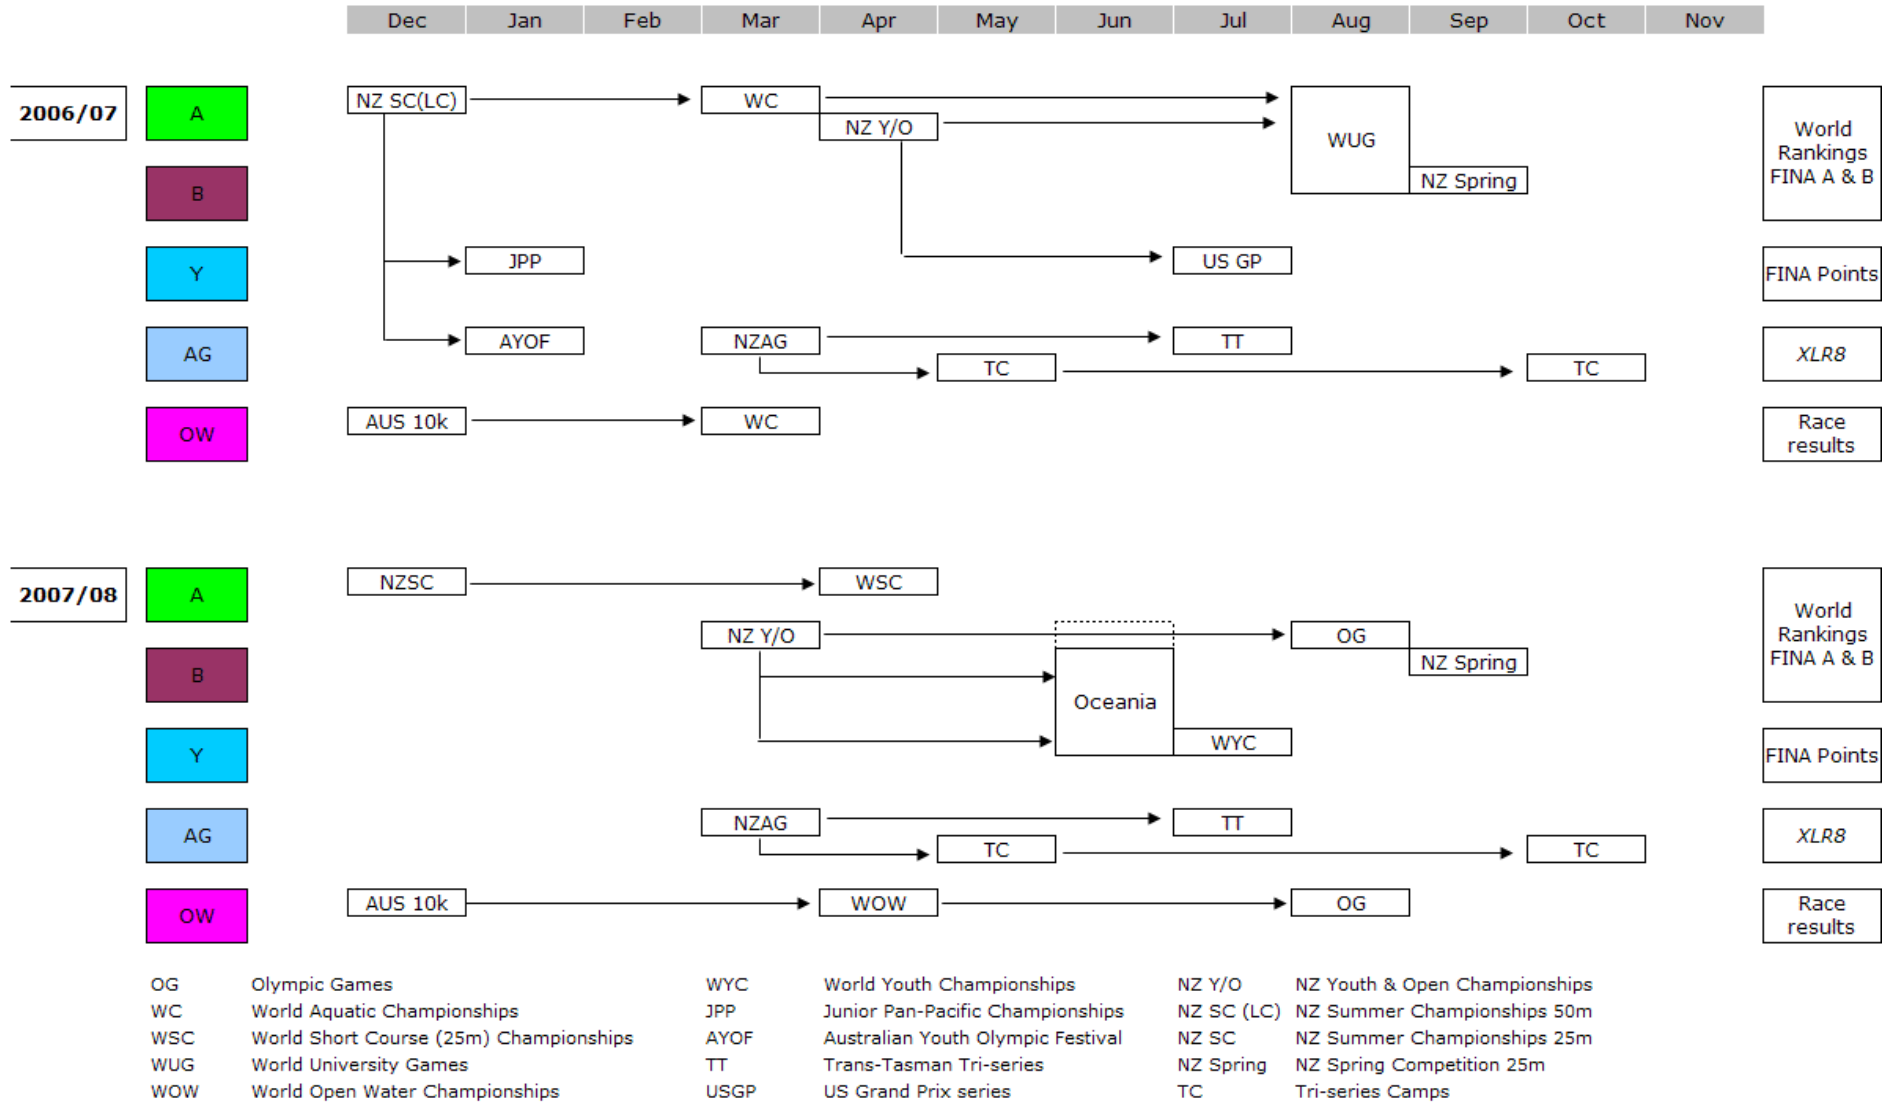 Dec Jan Feb Mar Apr May Jun Jul Aug Sep Oct Nov
2006/07
A
NZ SC(LC)
WC
NZ Y/O
WUG
World
Rankings
FINA A & B
B
NZ Spring
Y
JPP
US GP
FINA Points
AG
AYOF
NZAG
TT
TC
TC
XLR8
OW
AUS 10k
WC
Race
results
2007/08
A
NZSC
WSC
NZ Y/O
OG
World
Rankings
FINA A & B
B
NZ Spring
Oceania
Y
WYC
FINA Points
AG
NZAG
TT
TC
TC
XLR8
OW
AUS 10k
WOW
OG
Race
results
OG Olympic Games WYC World Youth Championships NZ Y/O NZ Youth & Open Championships
WC World Aquatic Championships JPP Junior Pan-Pacific Championships NZ SC (LC) NZ Summer Championships 50m
WSC World Short Course (25m) Championships AYOF Australian Youth Olympic Festival NZ SC NZ Summer Championships 25m
WUG World University Games TT Trans-Tasman Tri-series NZ Spring NZ Spring Competition 25m
WOW World Open Water Championships USGP US Grand Prix series TC Tri-series Camps